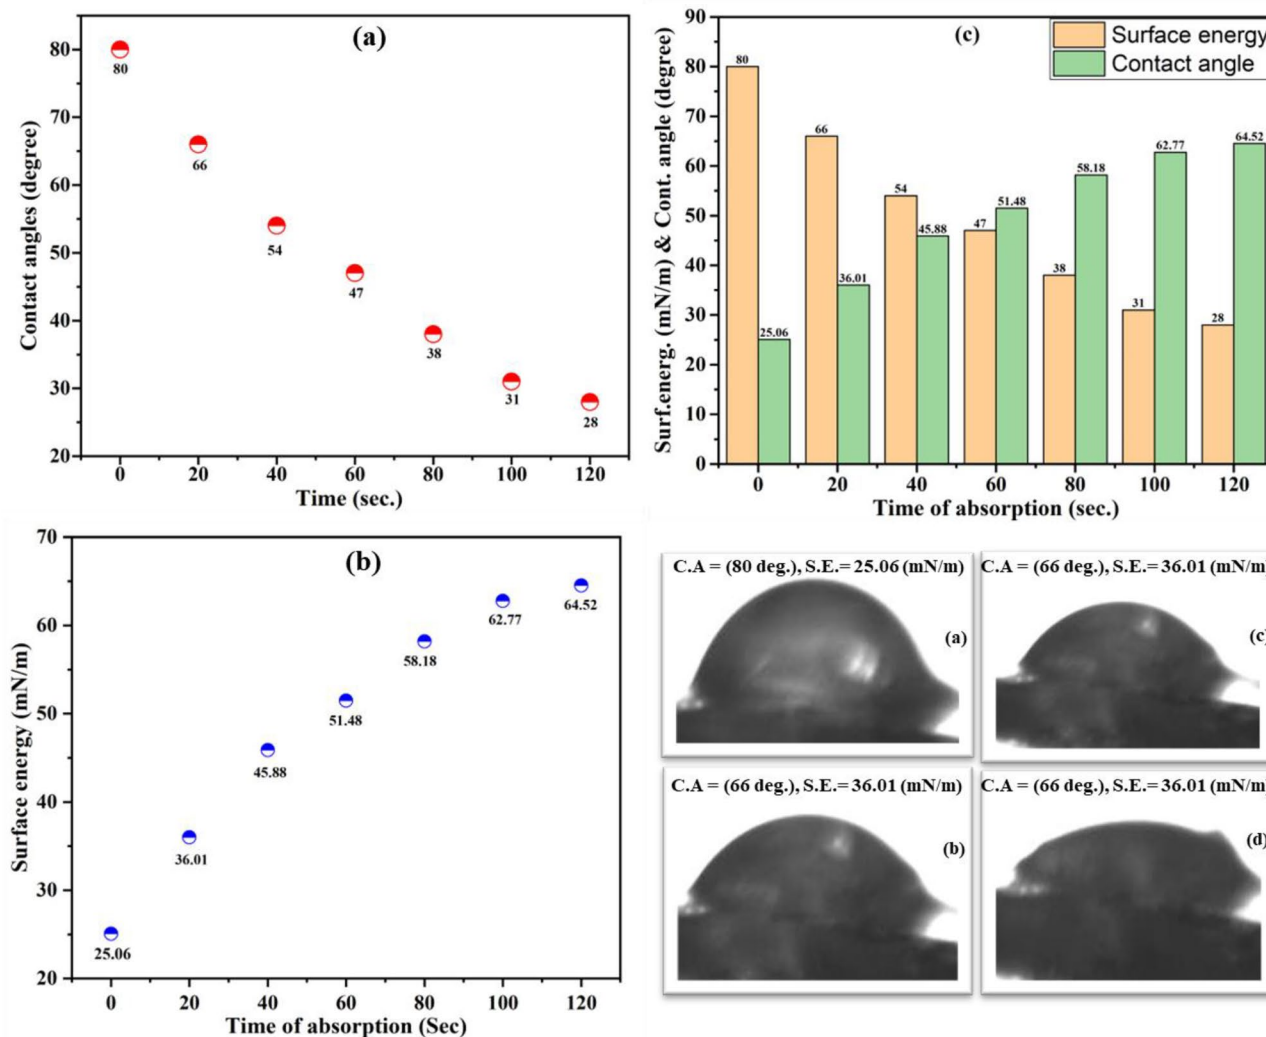 (a)
Contact angles (degree)
80
70
60
50
40
30
20
80
66
54
47
38
31
28
0 20 40 60 80 100 120
Time (sec.)
(c)
Surface energy
Contact angle
Surf.energ. (mN/m) & Cont. angle (degree)
90
80
70
60
50
40
30
20
10
0
80
25.06
66
36.01
54
45.88
47
51.48
38
58.18
31
62.77
28
64.52
0 20 40 60 80 100 120
Time of absorption (sec.)
(b)
Surface energy (mN/m)
70
60
50
40
30
20
25.06
36.01
45.88
51.48
58.18
62.77
64.52
0 20 40 60 80 100 120
Time of absorption (Sec)
C.A = (80 deg.), S.E.= 25.06 (mN/m)
(a)
C.A = (66 deg.), S.E.= 36.01 (mN/m)
(c)
C.A = (66 deg.), S.E.= 36.01 (mN/m)
(b)
C.A = (66 deg.), S.E.= 36.01 (mN/m)
(d)